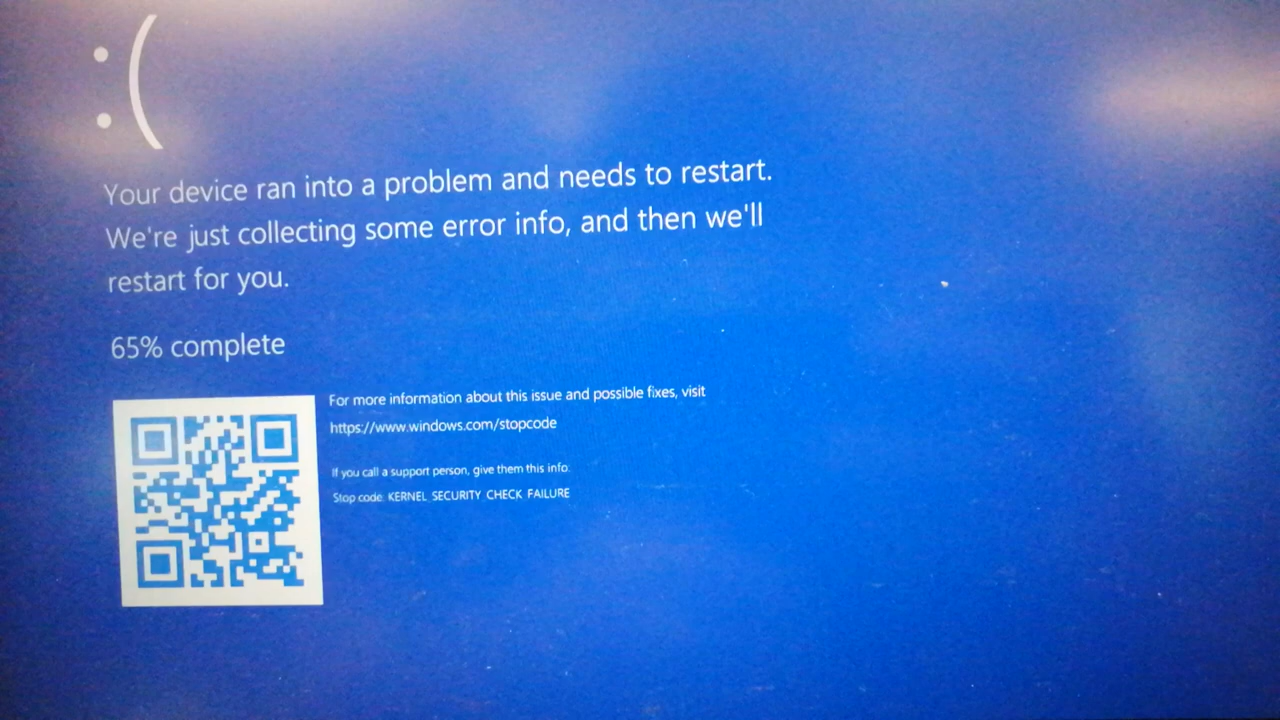 :(
Your device ran into a problem and needs to restart.
We're just collecting some error info, and then we'll
restart for you.
65% complete
For more information about this issue and possible fixes, visit
https://www.windows.com/stopcode
If you call a support person, give them this info:
Stop code: KERNEL SECURITY CHECK FAILURE